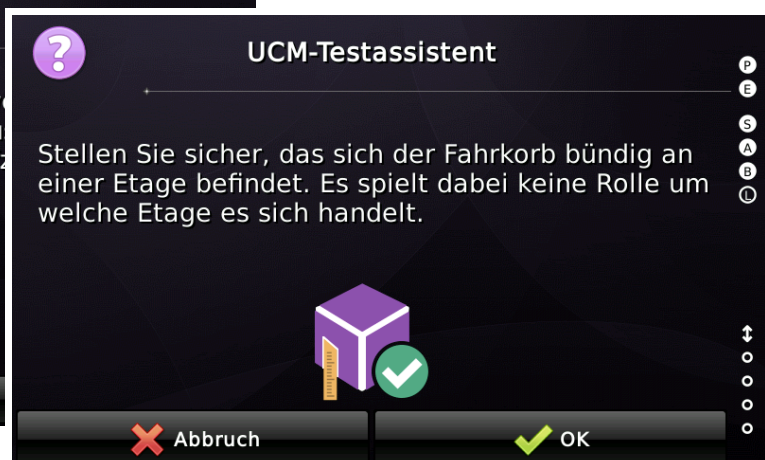 UCM-Testassistent
Stellen Sie sicher, das sich der Fahrkorb bündig an
einer Etage befindet. Es spielt dabei keine Rolle um
welche Etage es sich handelt.
Abbruch
OK
P
E
S
A
B
L